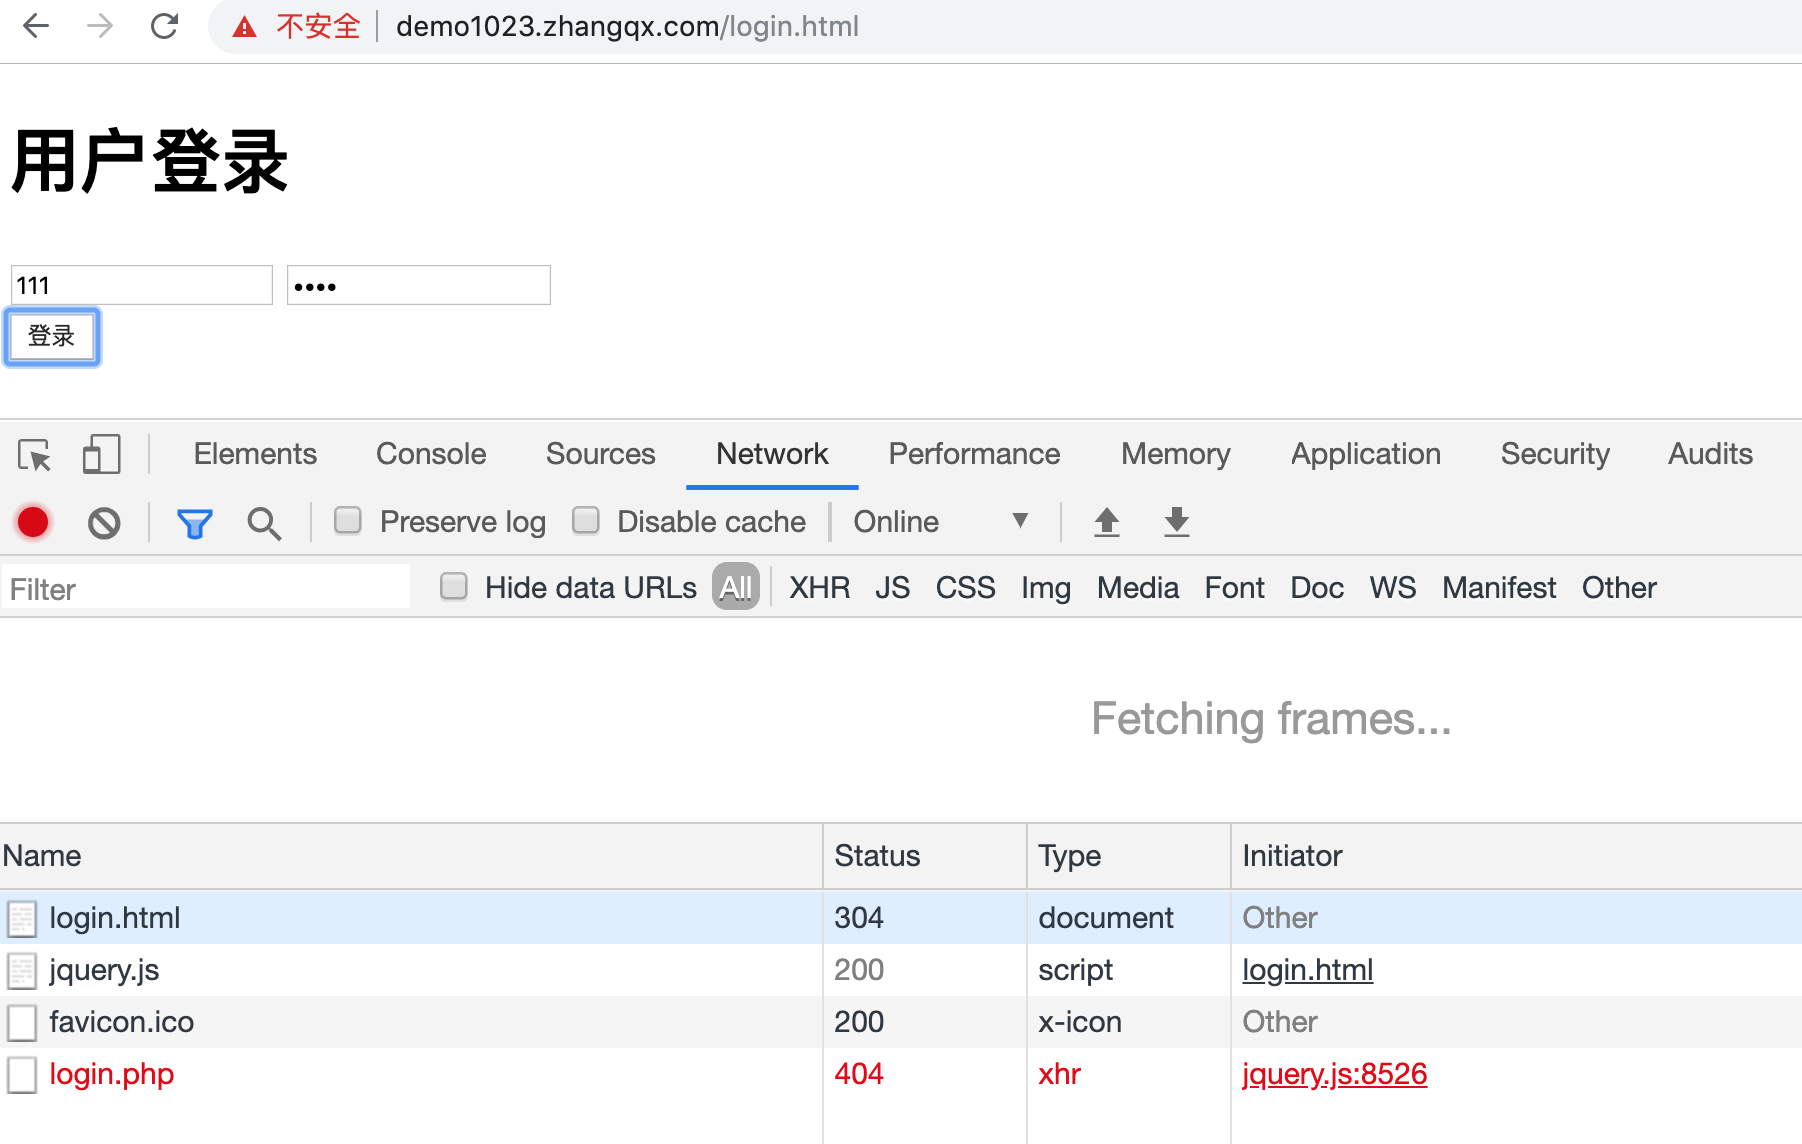 不安全 demo1023.zhangqx.com/login.html
用户登录
111 ••••
登录
Elements Console Sources Network Performance Memory Application Security Audits
Preserve log Disable cache Online
Filter Hide data URLs All XHR JS CSS Img Media Font Doc WS Manifest Other
Fetching frames...
Name Status Type Initiator
login.html 304 document Other
jquery.js 200 script login.html
favicon.ico 200 x-icon Other
login.php 404 xhr jquery.js:8526